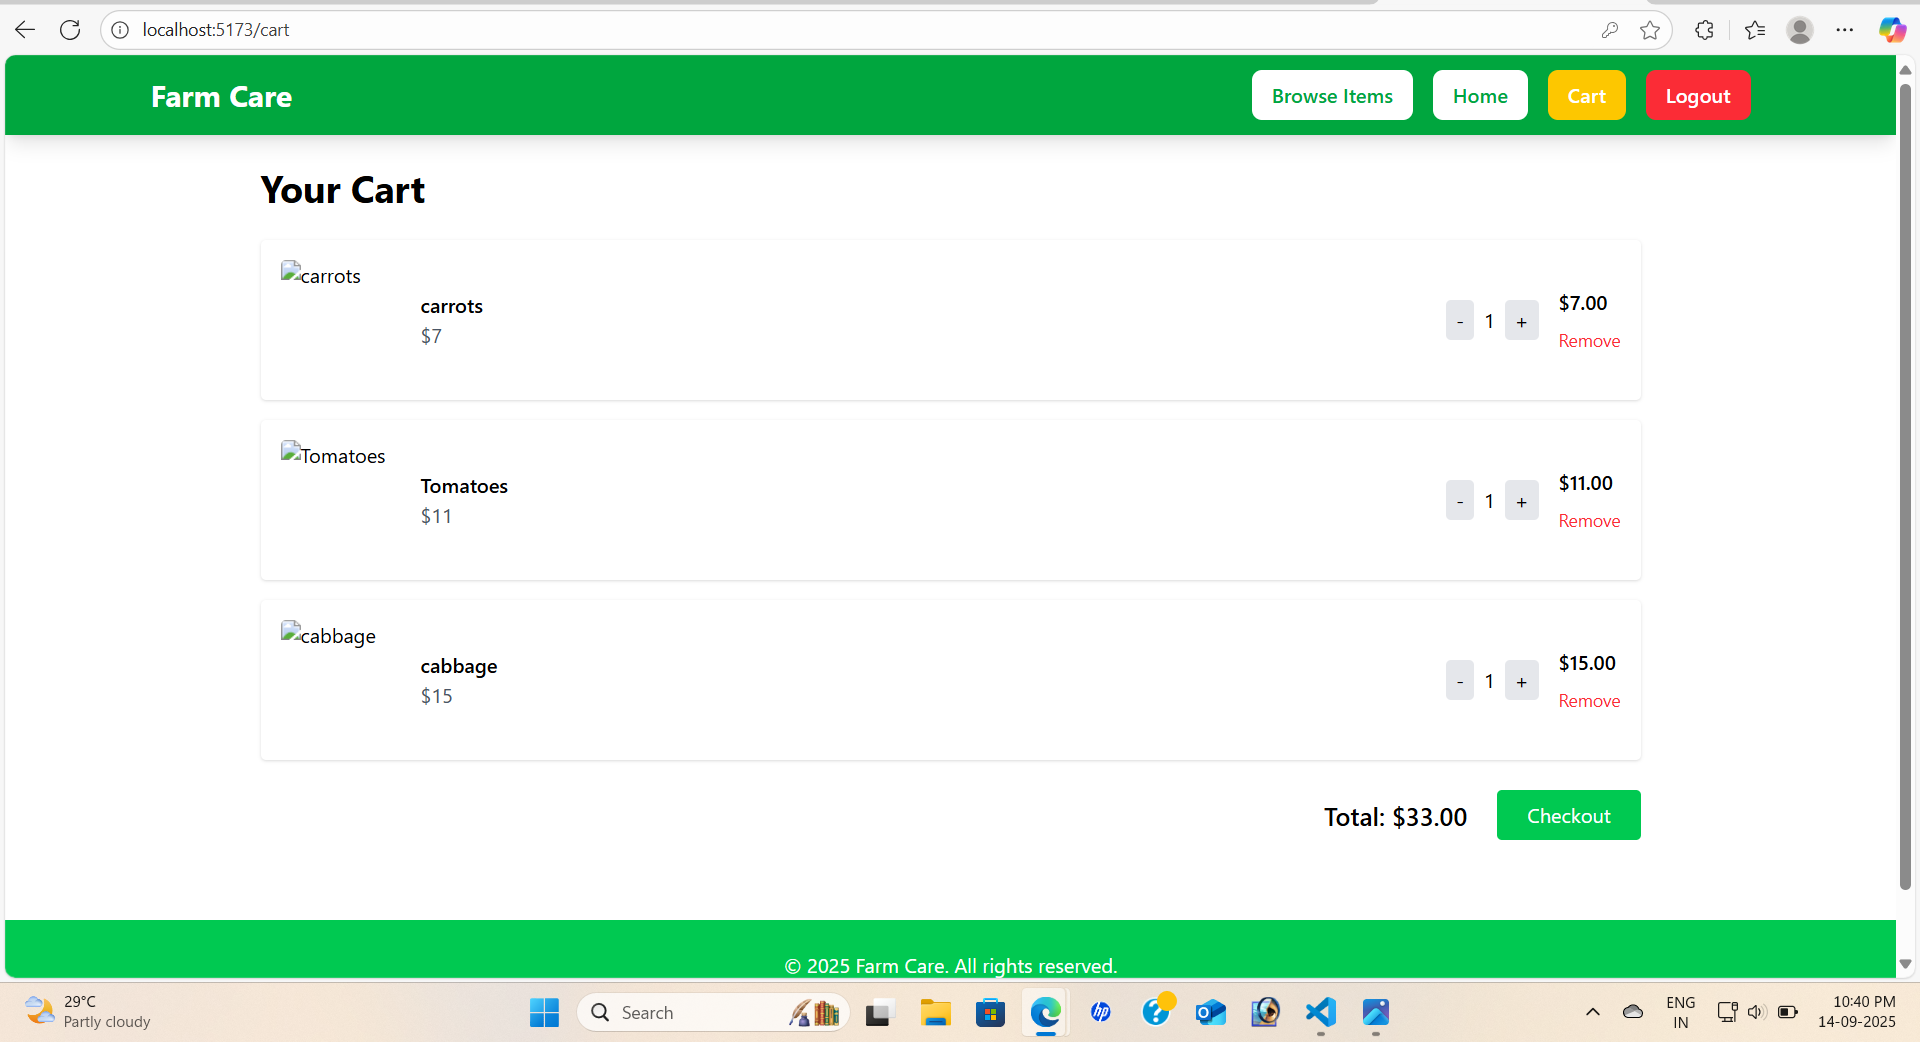 localhost:5173/cart
Farm Care
Browse Items
Home
Cart
Logout
Your Cart
carrots
carrots
$7
- 1 +
$7.00
Remove
Tomatoes
Tomatoes
$11
- 1 +
$11.00
Remove
cabbage
cabbage
$15
- 1 +
$15.00
Remove
Total: $33.00
Checkout
© 2025 Farm Care. All rights reserved.
29°C
Partly cloudy
Search
hp
ENG
IN
10:40 PM
14-09-2025